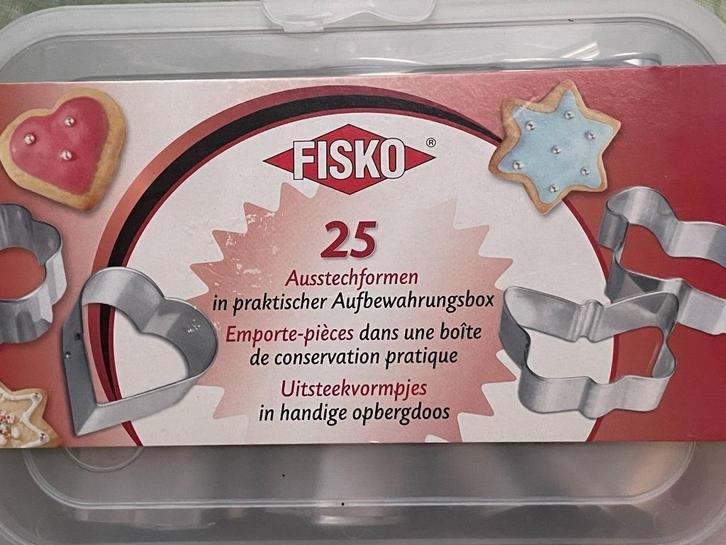 FISKO®
25
Ausstechformen
in praktischer Aufbewahrungsbox
Emporte-pièces dans une boîte
de conservation pratique
Uitsteekvormpjes
in handige opbergdoos